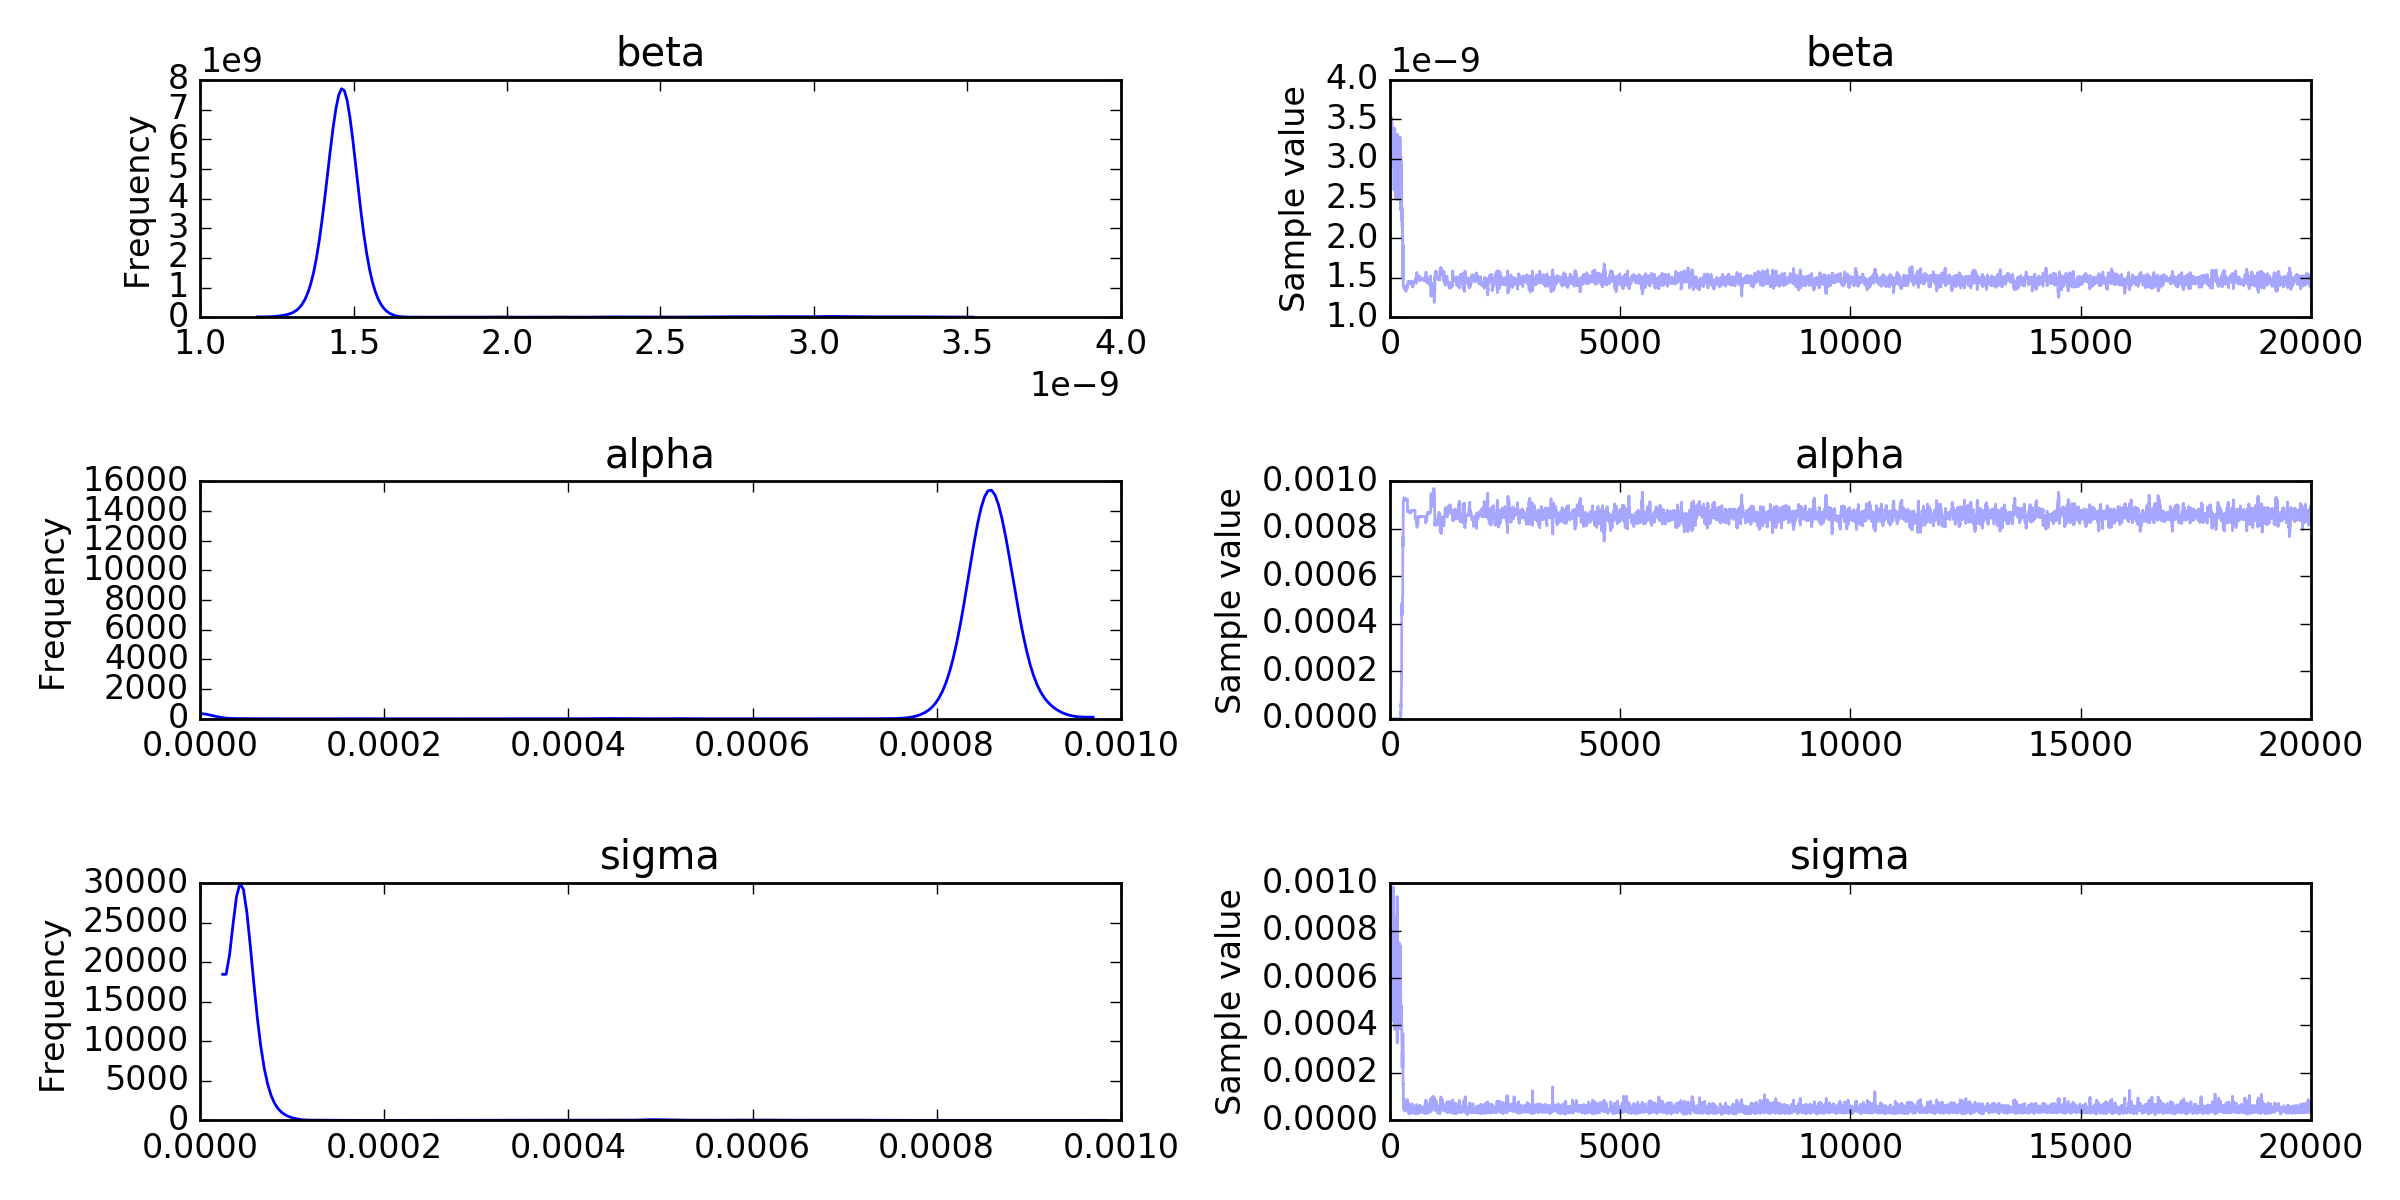 beta
1e9
Frequency
8
7
6
5
4
3
2
1
0
1.0 1.5 2.0 2.5 3.0 3.5 4.0
1e−9
beta
1e−9
Sample value
4.0
3.5
3.0
2.5
2.0
1.5
1.0
0 5000 10000 15000 20000
alpha
Frequency
16000
14000
12000
10000
8000
6000
4000
2000
0
0.0000 0.0002 0.0004 0.0006 0.0008 0.0010
alpha
Sample value
0.0010
0.0008
0.0006
0.0004
0.0002
0.0000
0 5000 10000 15000 20000
sigma
Frequency
30000
25000
20000
15000
10000
5000
0
0.0000 0.0002 0.0004 0.0006 0.0008 0.0010
sigma
Sample value
0.0010
0.0008
0.0006
0.0004
0.0002
0.0000
0 5000 10000 15000 20000